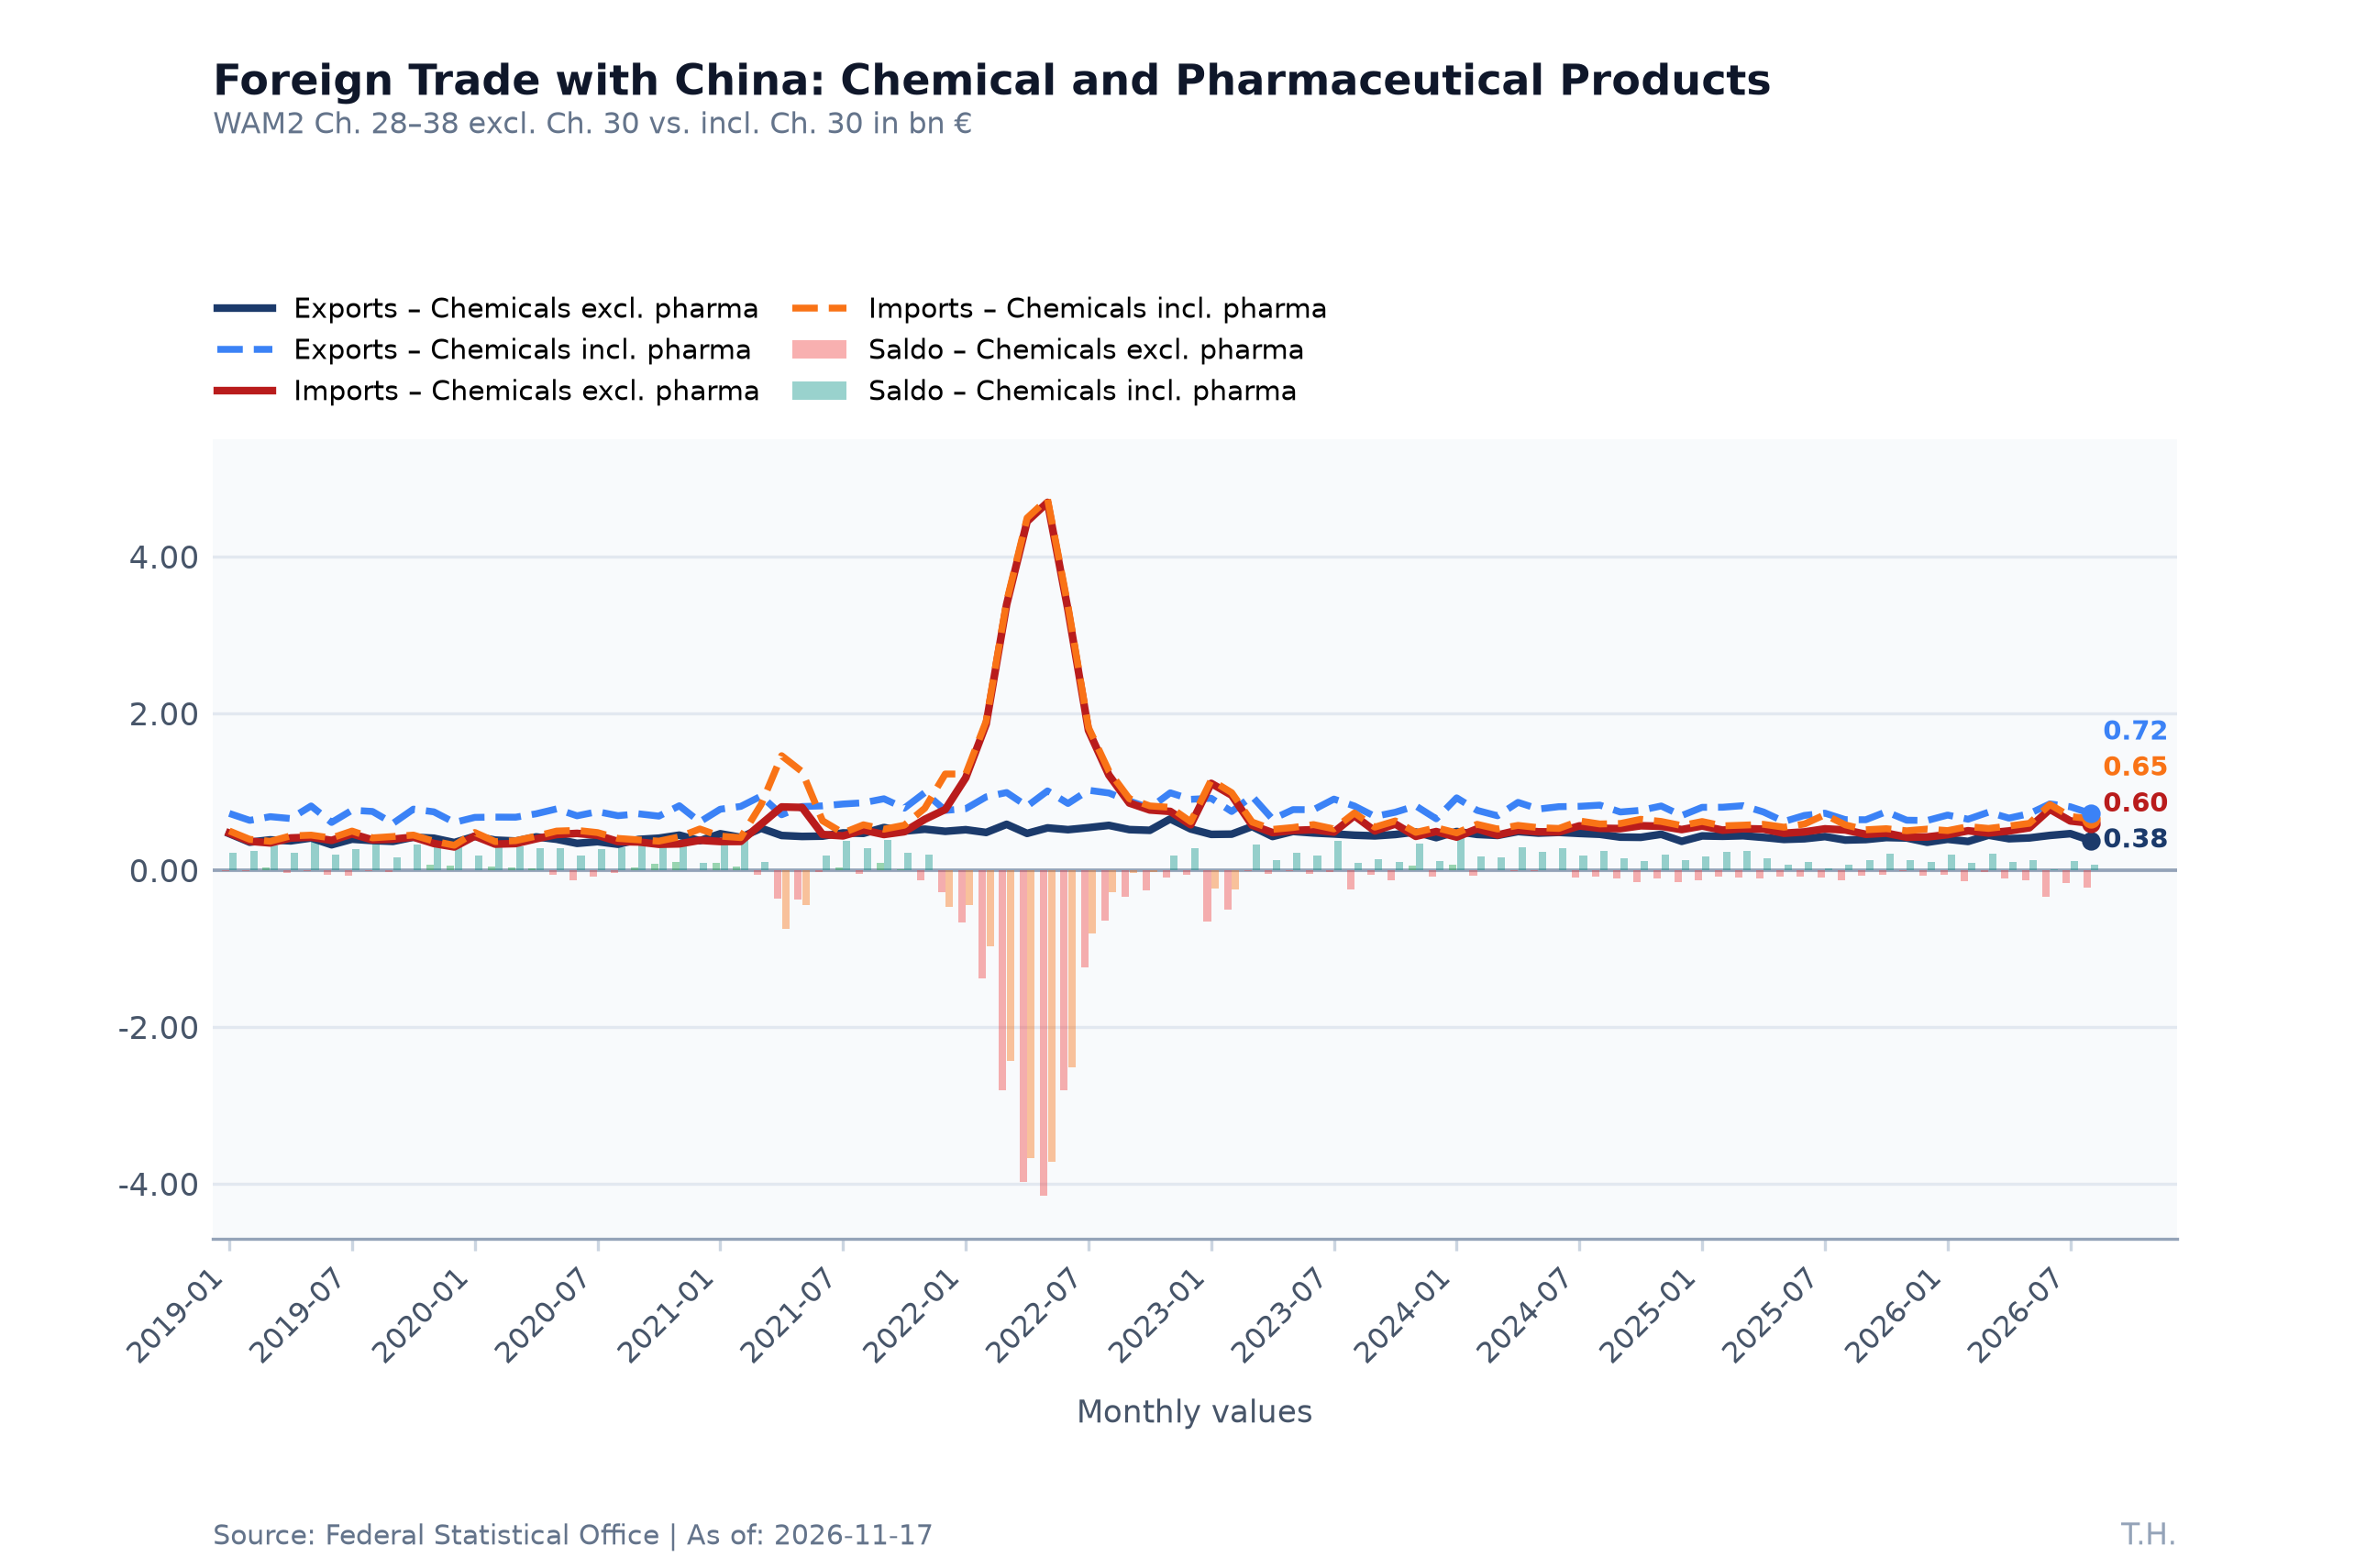 Foreign Trade with China: Chemical and Pharmaceutical Products
WAM2 Ch. 28–38 excl. Ch. 30 vs. incl. Ch. 30 in bn €
Exports – Chemicals excl. pharma
Exports – Chemicals incl. pharma
Imports – Chemicals excl. pharma
Imports – Chemicals incl. pharma
Saldo – Chemicals excl. pharma
Saldo – Chemicals incl. pharma
4.00
2.00
0.00
-2.00
-4.00
0.72
0.65
0.60
0.38
2019-01
2019-07
2020-01
2020-07
2021-01
2021-07
2022-01
2022-07
2023-01
2023-07
2024-01
2024-07
2025-01
2025-07
2026-01
2026-07
Monthly values
Source: Federal Statistical Office | As of: 2026-11-17
T.H.